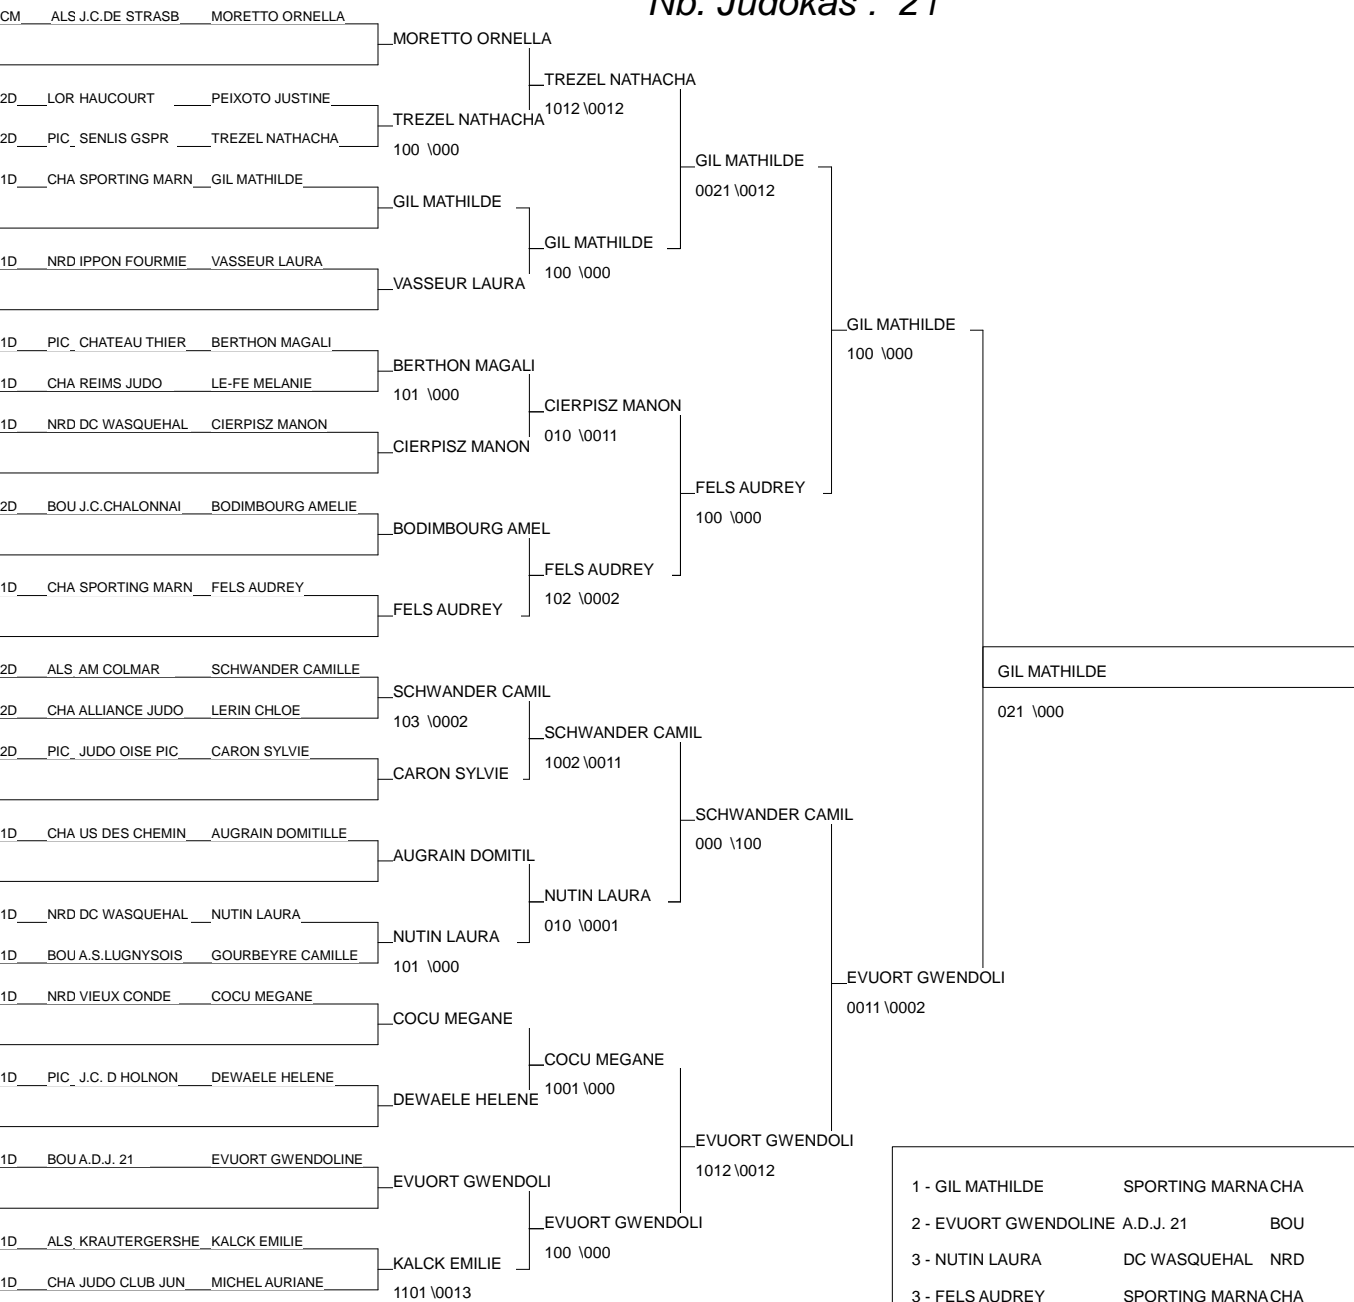 Nb. Judokas : 21
CM ALS J.C.DE STRASB MORETTO ORNELLA
MORETTO ORNELLA
TREZEL NATHACHA
1012 \0012
2D LOR HAUCOURT PEIXOTO JUSTINE
TREZEL NATHACHA
100 \000
2D PIC SENLIS GSPR TREZEL NATHACHA
GIL MATHILDE
0021 \0012
1D CHA SPORTING MARN GIL MATHILDE
GIL MATHILDE
GIL MATHILDE
100 \000
1D NRD IPPON FOURMIE VASSEUR LAURA
VASSEUR LAURA
GIL MATHILDE
100 \000
1D PIC CHATEAU THIER BERTHON MAGALI
BERTHON MAGALI
101 \000
1D CHA REIMS JUDO LE-FE MELANIE
CIERPISZ MANON
010 \0011
1D NRD DC WASQUEHAL CIERPISZ MANON
CIERPISZ MANON
FELS AUDREY
100 \000
2D BOU J.C.CHALONNAI BODIMBOURG AMELIE
BODIMBOURG AMEL
FELS AUDREY
102 \0002
1D CHA SPORTING MARN FELS AUDREY
FELS AUDREY
GIL MATHILDE
021 \000
2D ALS AM COLMAR SCHWANDER CAMILLE
SCHWANDER CAMIL
103 \0002
2D CHA ALLIANCE JUDO LERIN CHLOE
SCHWANDER CAMIL
1002 \0011
2D PIC JUDO OISE PIC CARON SYLVIE
CARON SYLVIE
SCHWANDER CAMIL
000 \100
1D CHA US DES CHEMIN AUGRAIN DOMITILLE
AUGRAIN DOMITIL
NUTIN LAURA
010 \0001
1D NRD DC WASQUEHAL NUTIN LAURA
NUTIN LAURA
101 \000
1D BOU A.S.LUGNYSOIS GOURBEYRE CAMILLE
EVUORT GWENDOLI
0011 \0002
1D NRD VIEUX CONDE COCU MEGANE
COCU MEGANE
COCU MEGANE
1001 \000
1D PIC J.C. D HOLNON DEWAELE HELENE
DEWAELE HELENE
EVUORT GWENDOLI
1012 \0012
1D BOU A.D.J. 21 EVUORT GWENDOLINE
EVUORT GWENDOLI
EVUORT GWENDOLI
100 \000
1D ALS KRAUTERGERSHE KALCK EMILIE
KALCK EMILIE
1101 \0013
1D CHA JUDO CLUB JUN MICHEL AURIANE
1 - GIL MATHILDE SPORTING MARNA CHA
2 - EVUORT GWENDOLINE A.D.J. 21 BOU
3 - NUTIN LAURA DC WASQUEHAL NRD
3 - FELS AUDREY SPORTING MARNA CHA